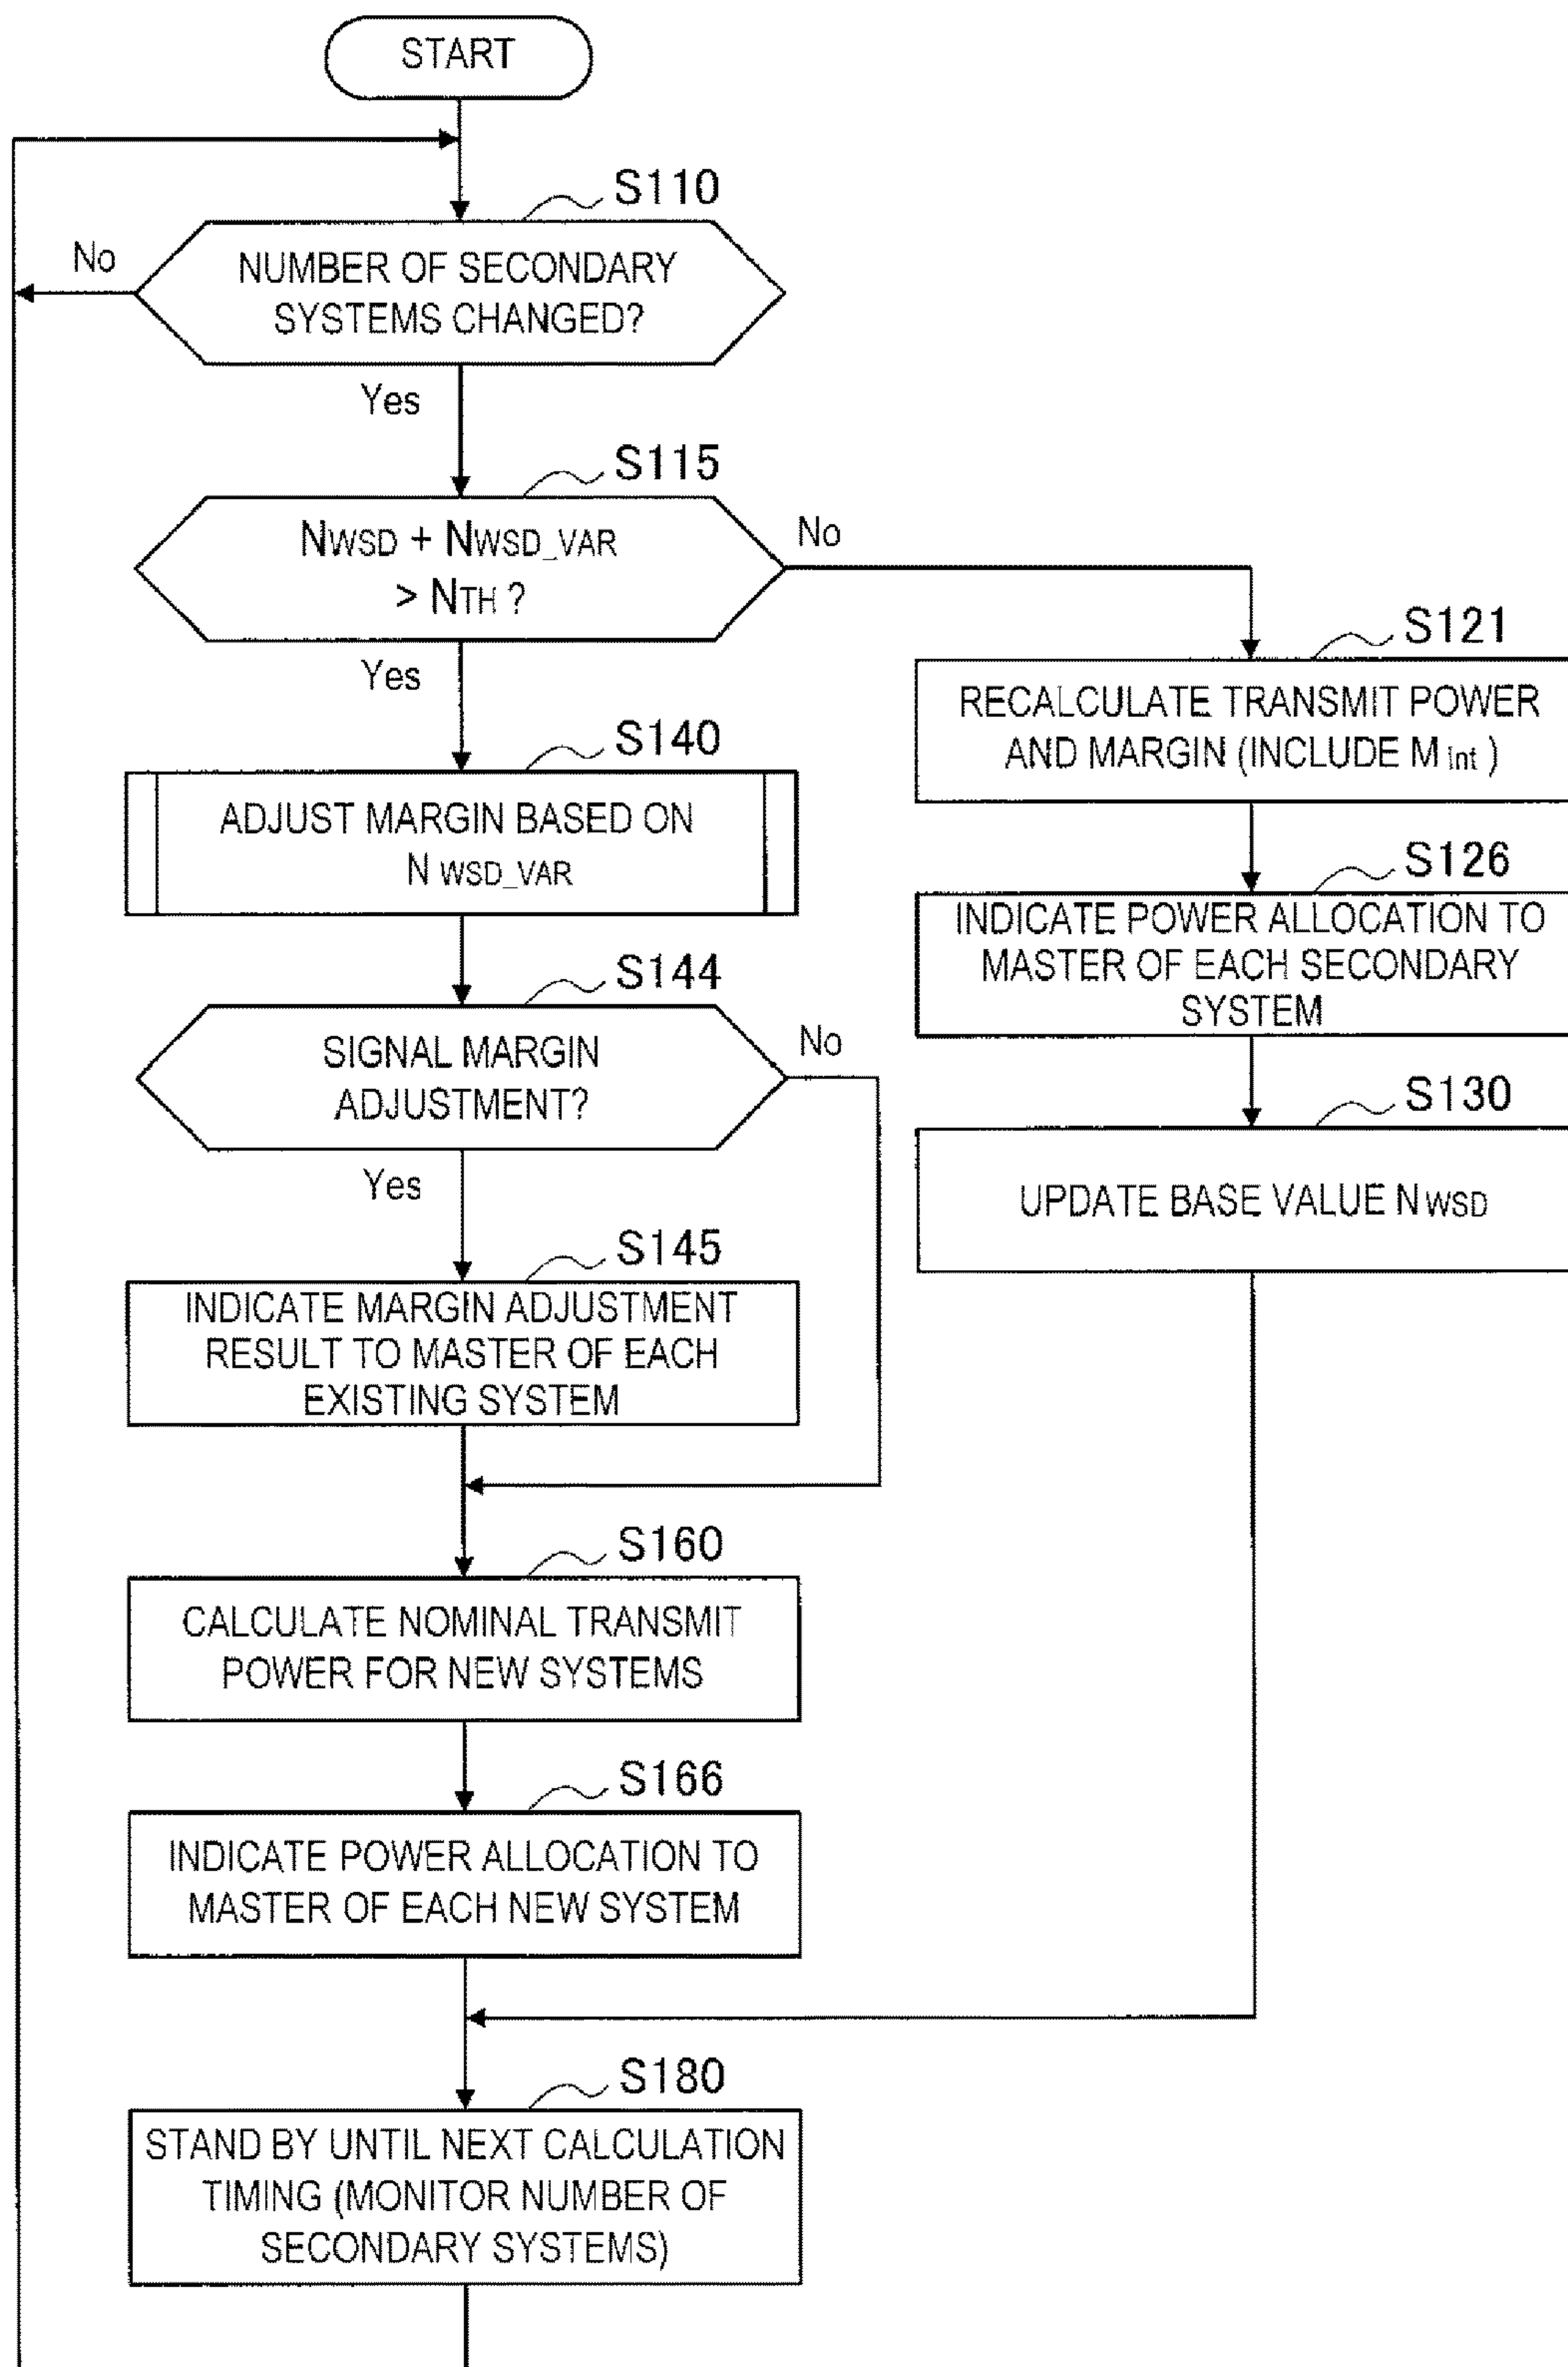 START
S110
No
NUMBER OF SECONDARY
SYSTEMS CHANGED?
Yes
S115
NWSD + NWSD_VAR
> NTH ?
No
Yes
S121
RECALCULATE TRANSMIT POWER
AND MARGIN (INCLUDE M int )
S140
ADJUST MARGIN BASED ON
N WSD_VAR
S126
INDICATE POWER ALLOCATION TO
MASTER OF EACH SECONDARY
SYSTEM
S144
SIGNAL MARGIN
ADJUSTMENT?
No
Yes
S130
UPDATE BASE VALUE N WSD
S145
INDICATE MARGIN ADJUSTMENT
RESULT TO MASTER OF EACH
EXISTING SYSTEM
S160
CALCULATE NOMINAL TRANSMIT
POWER FOR NEW SYSTEMS
S166
INDICATE POWER ALLOCATION TO
MASTER OF EACH NEW SYSTEM
S180
STAND BY UNTIL NEXT CALCULATION
TIMING (MONITOR NUMBER OF
SECONDARY SYSTEMS)